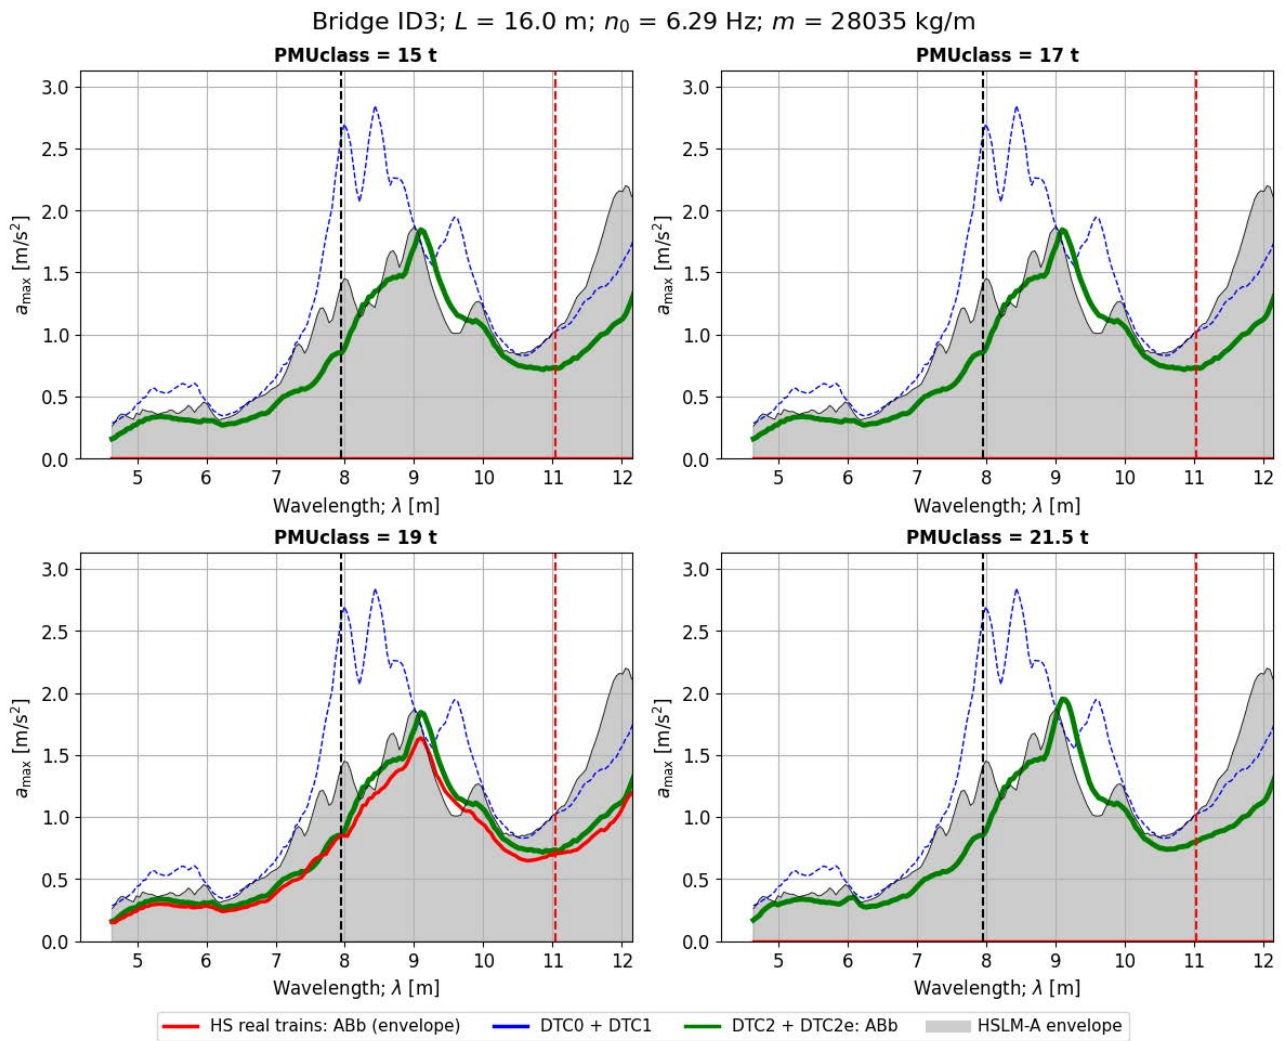 Bridge ID3; L = 16.0 m; n₀ = 6.29 Hz; m = 28035 kg/m
PMUclass = 15 t
3.0
2.5
2.0
1.5
1.0
0.5
0.0
a_max [m/s²]
5 6 7 8 9 10 11 12
Wavelength; λ [m]
PMUclass = 17 t
3.0
2.5
2.0
1.5
1.0
0.5
0.0
a_max [m/s²]
5 6 7 8 9 10 11 12
Wavelength; λ [m]
PMUclass = 19 t
3.0
2.5
2.0
1.5
1.0
0.5
0.0
a_max [m/s²]
5 6 7 8 9 10 11 12
Wavelength; λ [m]
PMUclass = 21.5 t
3.0
2.5
2.0
1.5
1.0
0.5
0.0
a_max [m/s²]
5 6 7 8 9 10 11 12
Wavelength; λ [m]
HS real trains: ABb (envelope) DTC0 + DTC1 DTC2 + DTC2e: ABb HSLM-A envelope